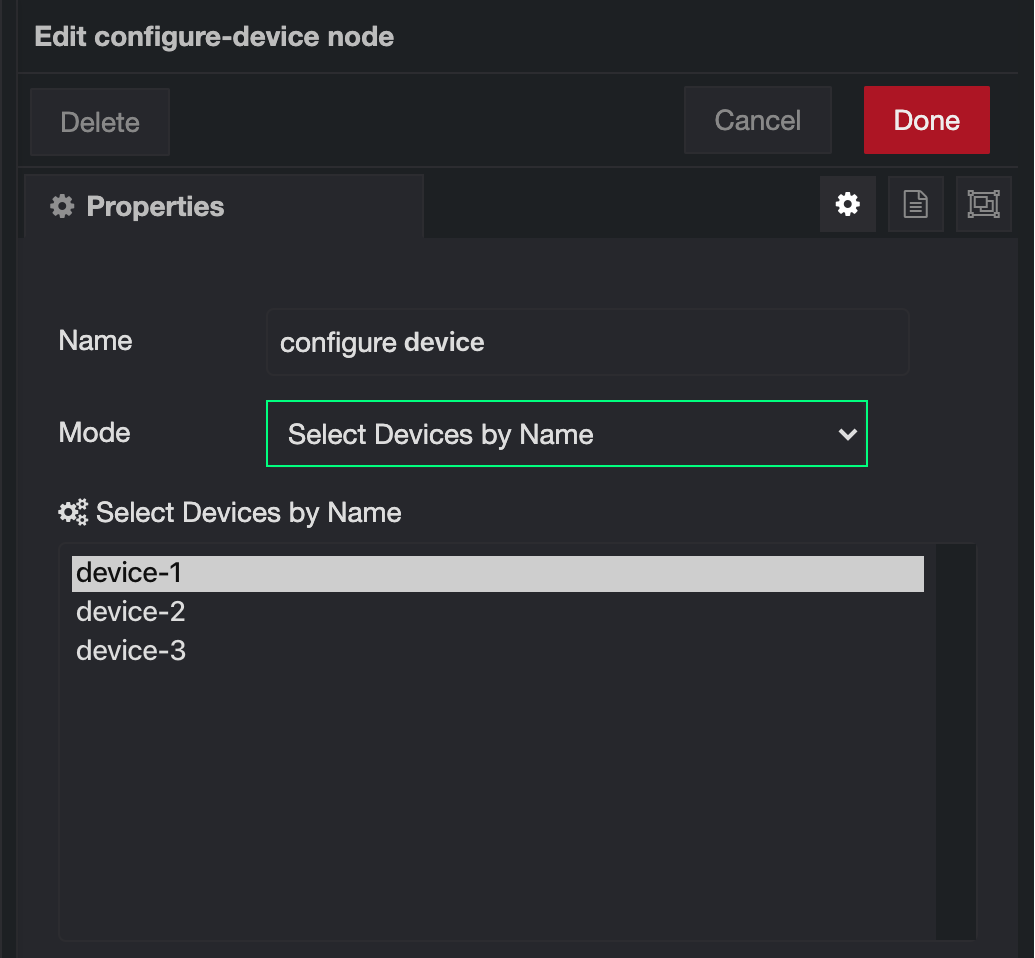 Edit configure-device node
Delete
Cancel
Done
Properties
Name
configure device
Mode
Select Devices by Name
Select Devices by Name
device-1
device-2
device-3